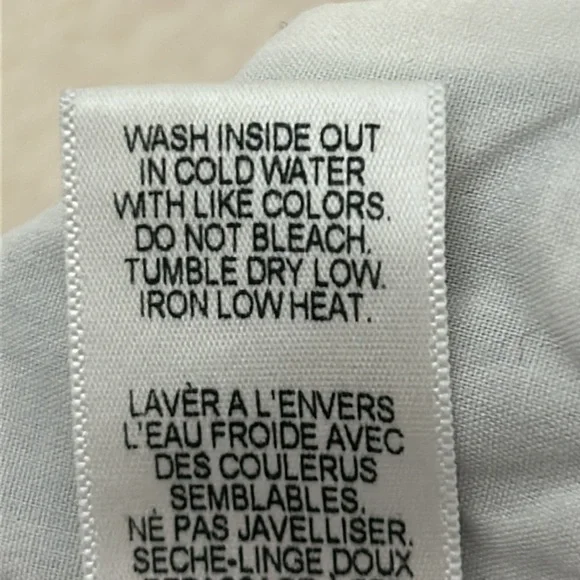 WASH INSIDE OUT
IN COLD WATER
WITH LIKE COLORS.
DO NOT BLEACH.
TUMBLE DRY LOW.
IRON LOW HEAT.
LAVÈR A L'ENVERS
L'EAU FROIDE AVEC
DES COULERUS
SEMBLABLES.
NE PAS JAVELLISER.
SECHE-LINGE DOUX